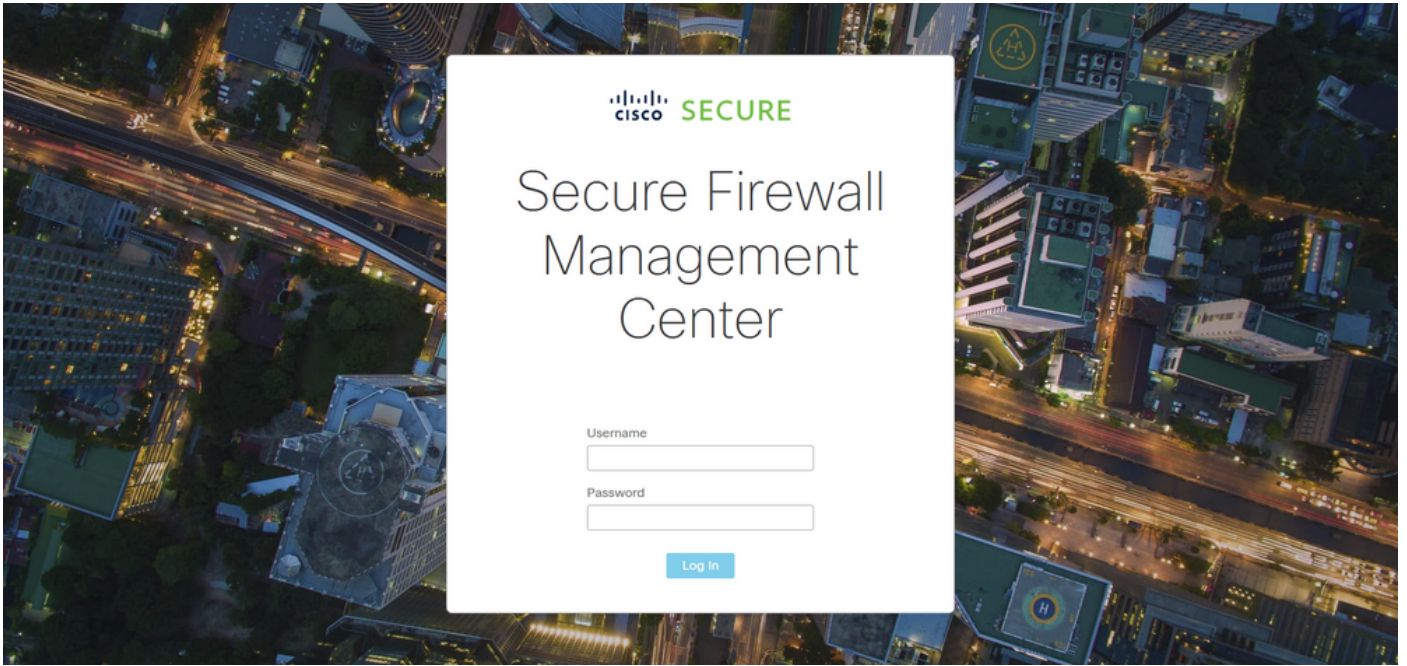 cisco SECURE
Secure Firewall
Management
Center
Username
Password
Log In
H